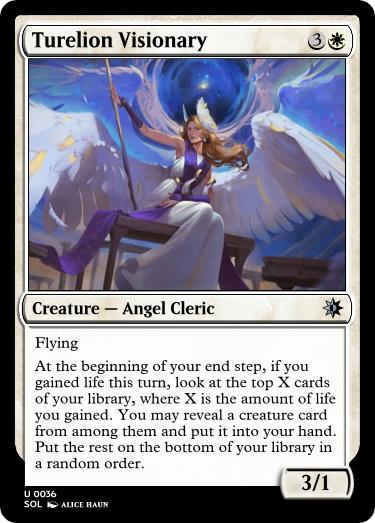 Turelion Visionary 3
Creature — Angel Cleric
Flying
At the beginning of your end step, if you
gained life this turn, look at the top X cards
of your library, where X is the amount of life
you gained. You may reveal a creature card
from among them and put it into your hand.
Put the rest on the bottom of your library in
a random order.
3/1
U 0036
SOL ALICE HAUN